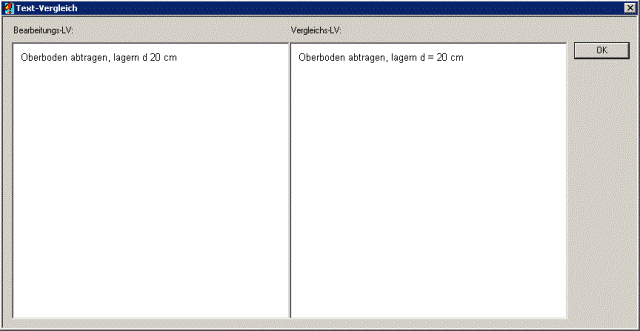 Text-Vergleich
Bearbeitungs-LV:
Vergleichs-LV:
Oberboden abtragen, lagern d 20 cm
Oberboden abtragen, lagern d = 20 cm
OK